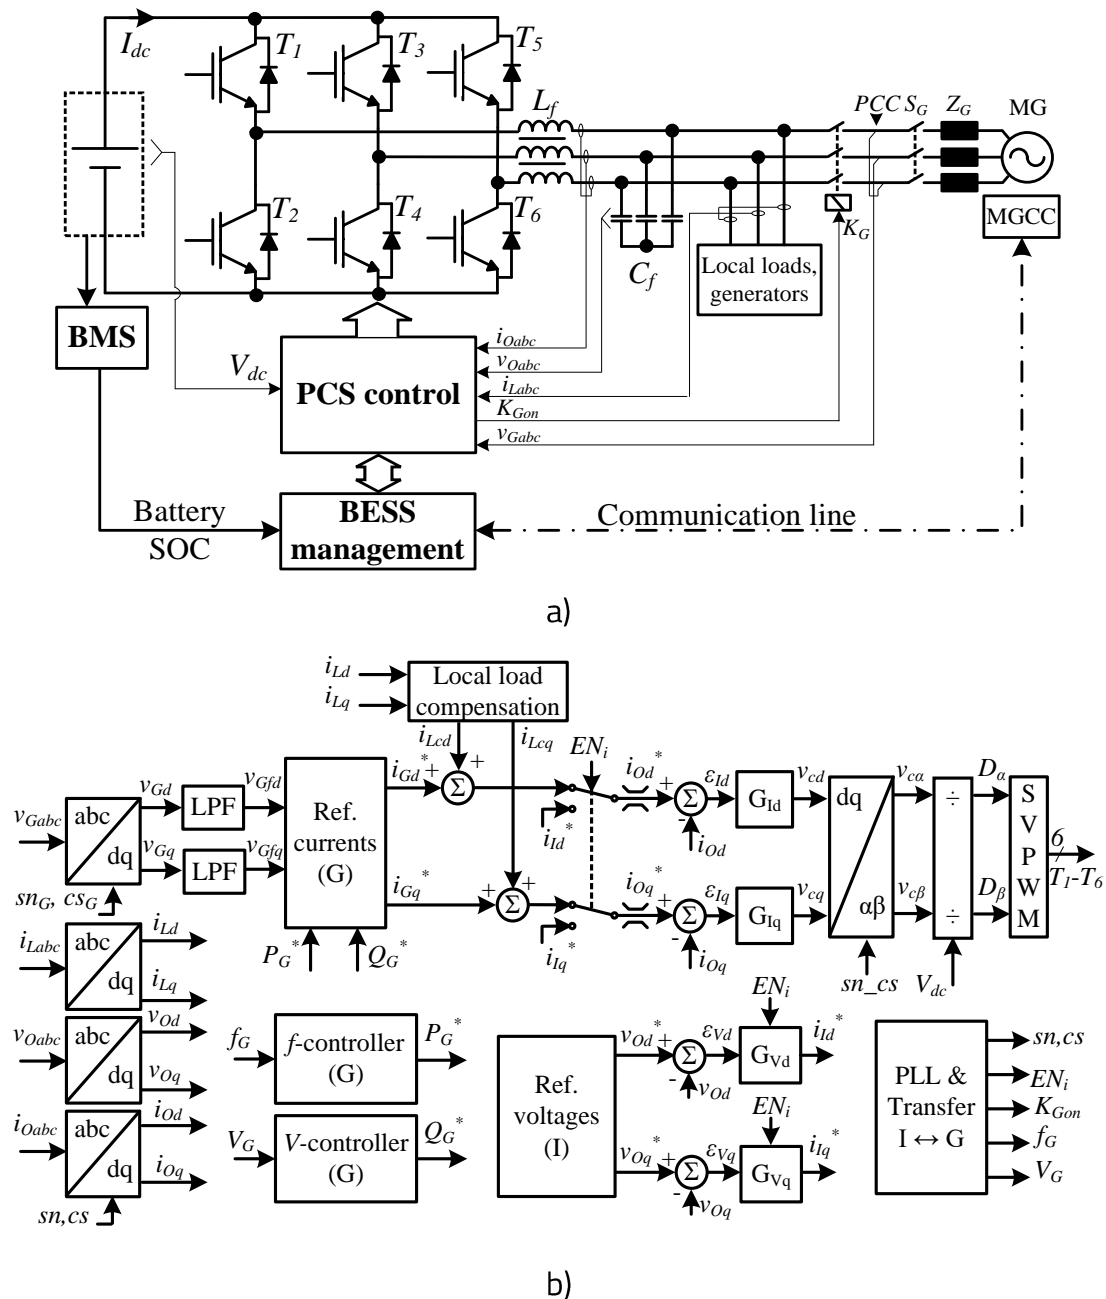 I_dc
T_1
T_3
T_5
L_f
PCC S_G Z_G MG
T_2
T_4
T_6
K_G
MGCC
C_f
Local loads,
generators
BMS
V_dc
PCS control
i_Oabc
v_Oabc
i_Labc
K_Gon
v_Gabc
Battery
SOC
BESS
management
Communication line
a)
i_Ld
i_Lq
Local load
compensation
i_Lcd
i_Lcq
EN_i
v_Gabc
abc
dq
sn_G, cs_G
v_Gd
v_Gq
LPF
LPF
v_Gfd
v_Gfq
Ref.
currents
(G)
P_G*
Q_G*
i_Gd*
+
+
Σ
i_Gq*
+
+
Σ
i_Id*
i_Iq*
i_Od*
+
Σ
-
i_Od
i_Oq*
+
Σ
-
i_Oq
ε_Id
ε_Iq
G_Id
G_Iq
v_cd
v_cq
dq
αβ
sn_cs
v_cα
v_cβ
÷
÷
V_dc
D_α
D_β
S
V
P
W
M
6
T_1-T_6
i_Labc
abc
dq
i_Ld
i_Lq
v_Oabc
abc
dq
v_Od
v_Oq
i_Oabc
abc
dq
i_Od
i_Oq
sn,cs
f_G
f-controller
(G)
P_G*
V_G
V-controller
(G)
Q_G*
Ref.
voltages
(I)
v_Od*
+
Σ
-
v_Od
ε_Vd
EN_i
G_Vd
i_Id*
v_Oq*
+
Σ
-
v_Oq
ε_Vq
EN_i
G_Vq
i_Iq*
PLL &
Transfer
I ↔ G
sn,cs
EN_i
K_Gon
f_G
V_G
b)